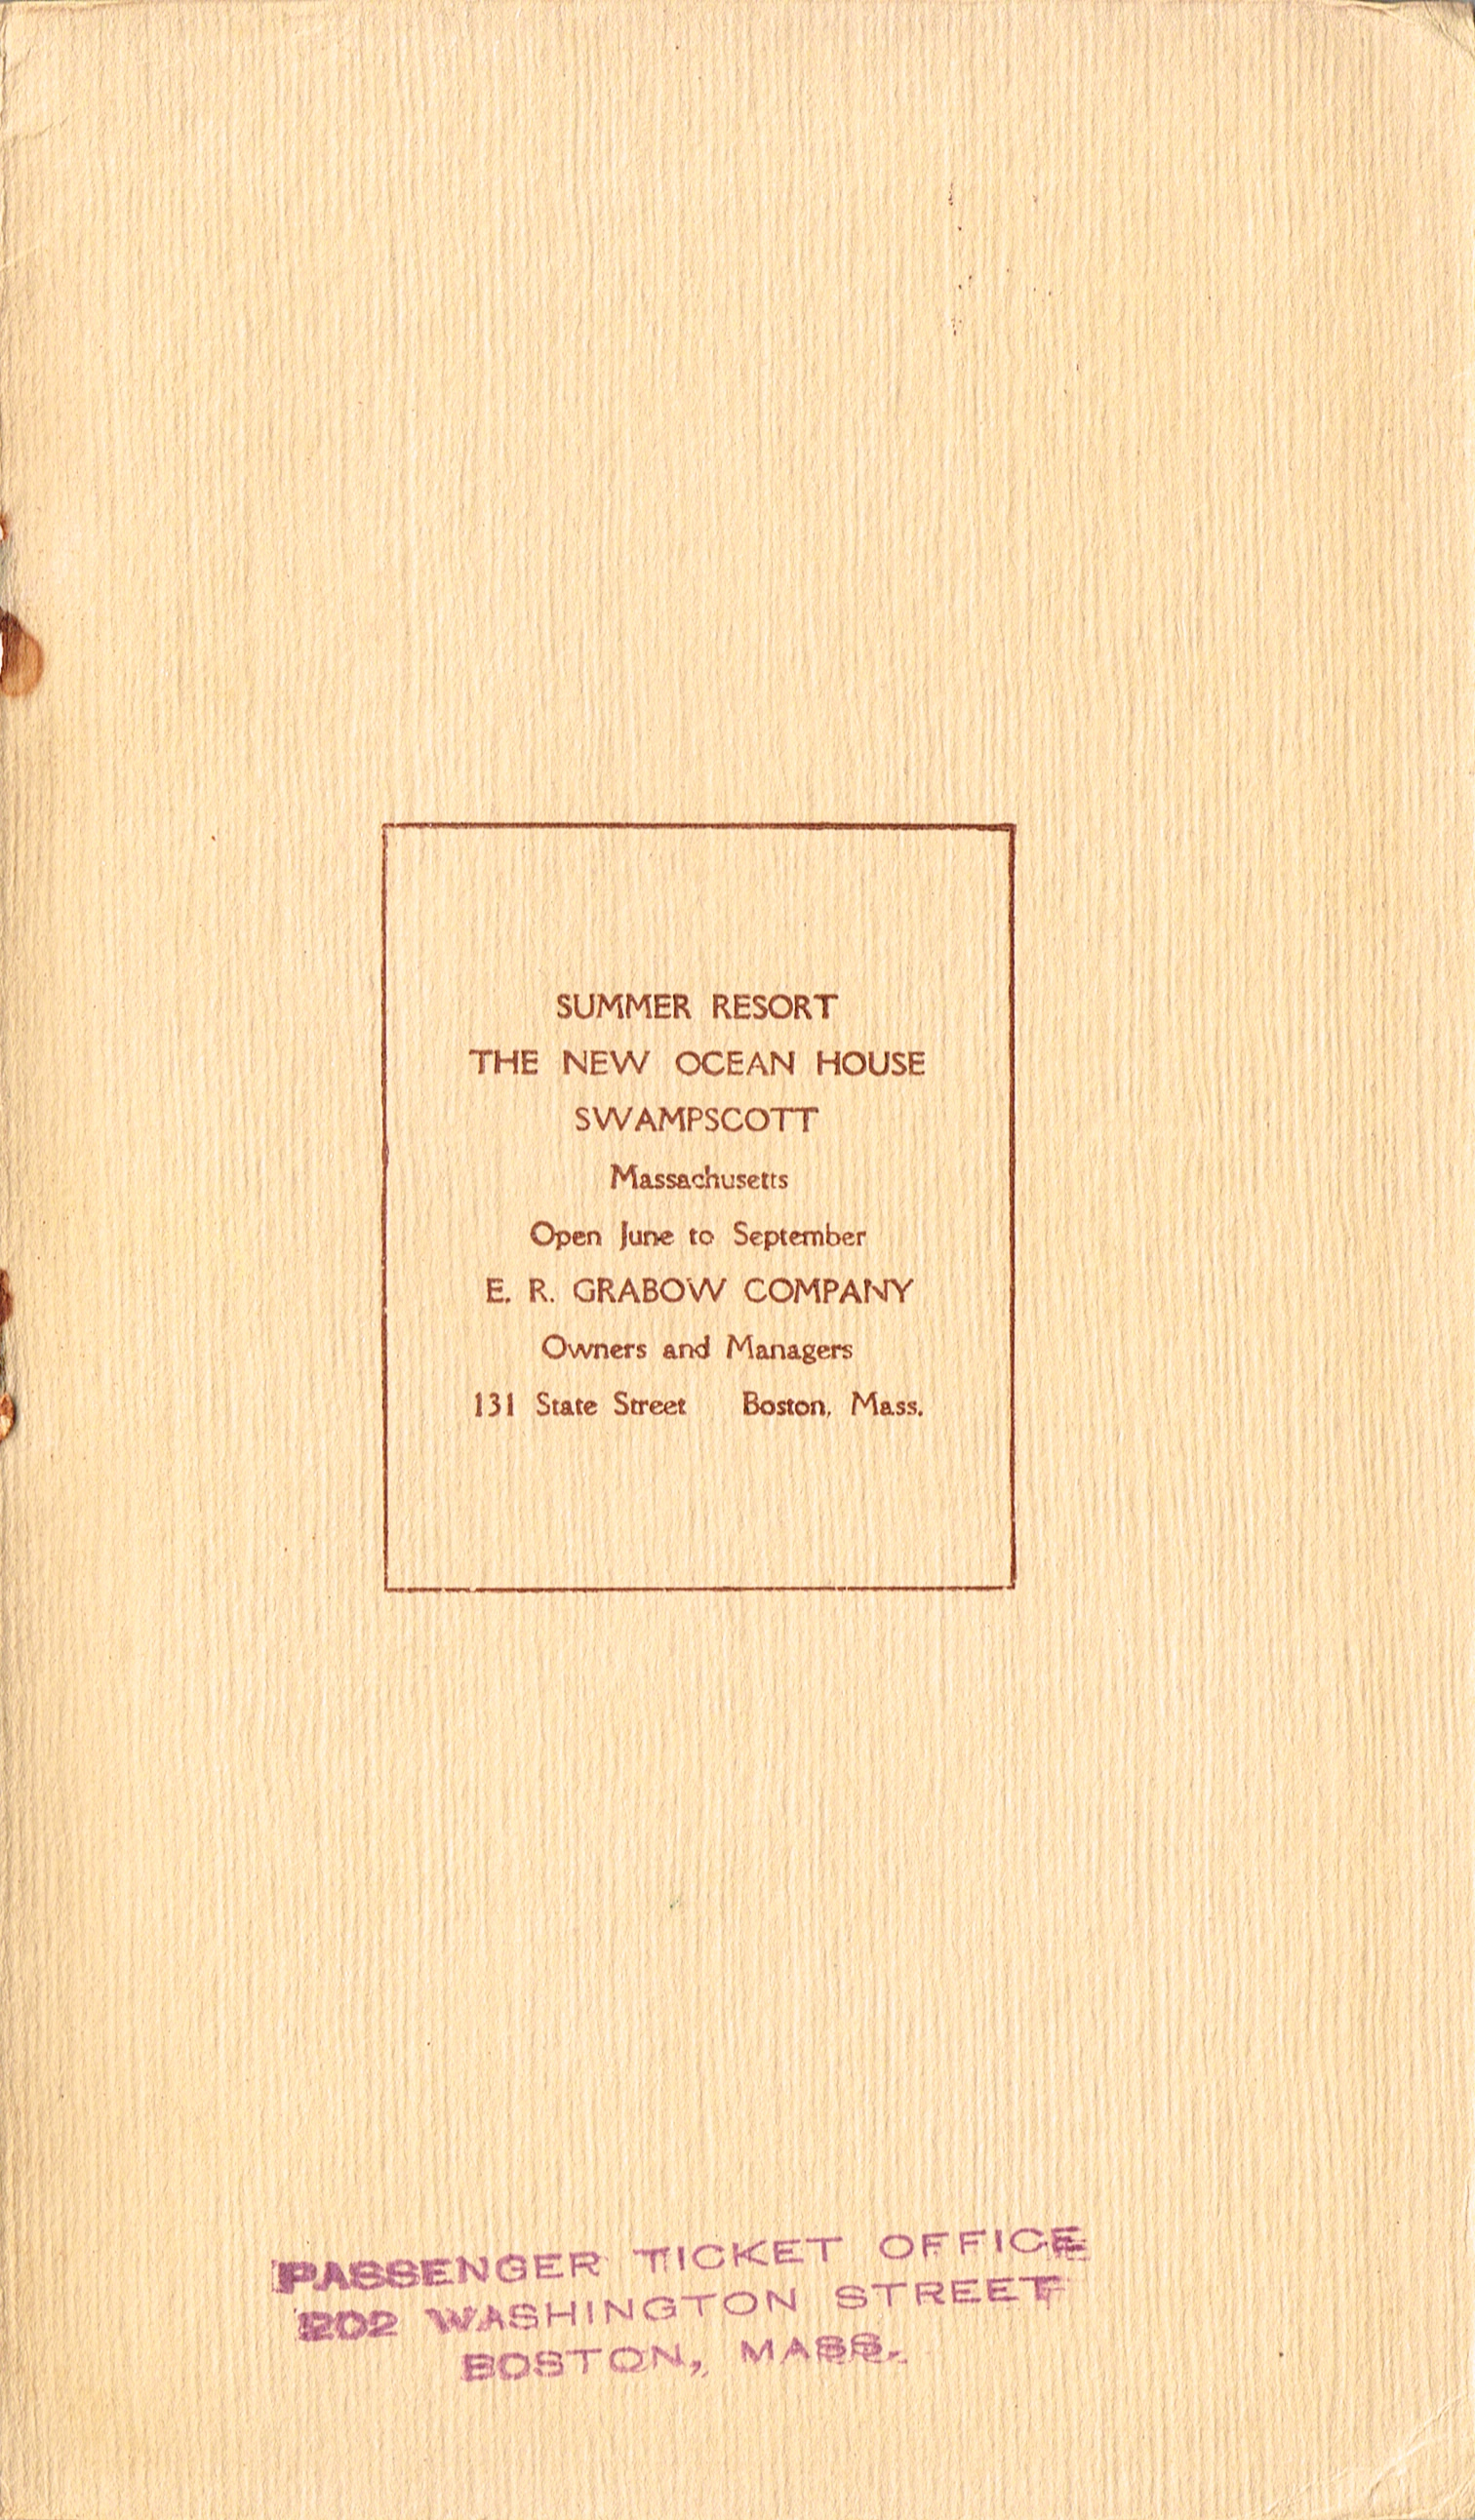 SUMMER RESORT
THE NEW OCEAN HOUSE
SWAMPSCOTT
Massachusetts
Open June to September
E. R. GRABOW COMPANY
Owners and Managers
131 State Street Boston, Mass.
PASSENGER TICKET OFFICE
202 WASHINGTON STREET
BOSTON, MASS.